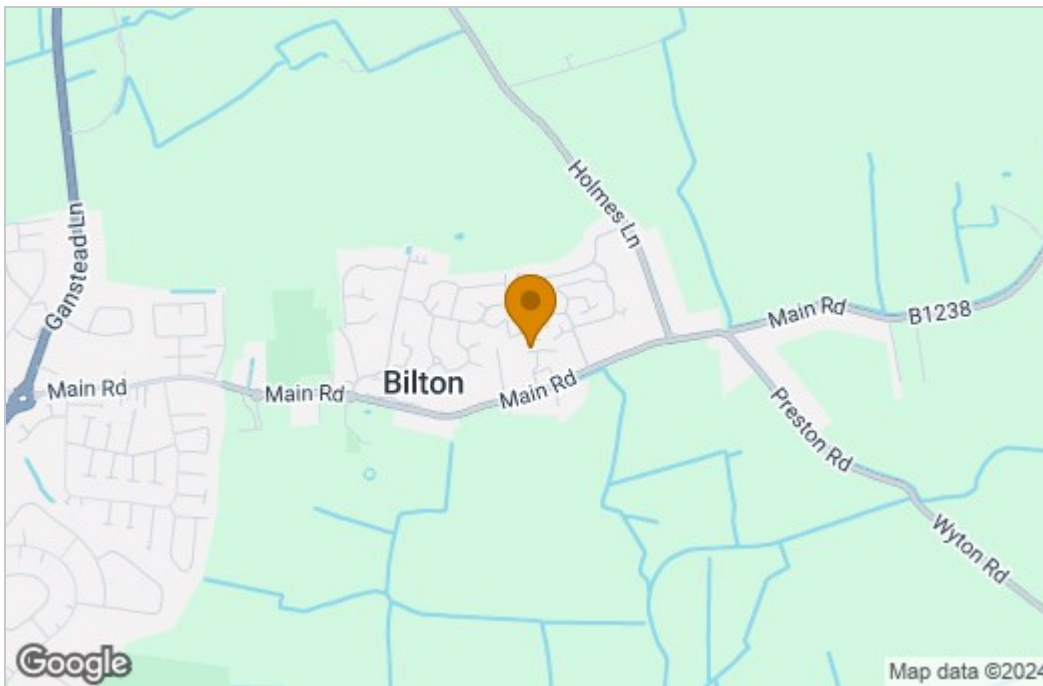 Holmes Ln
Ganstead Ln
Main Rd
B1238
Main Rd
Main Rd
Bilton
Main Rd
Preston Rd
Wyton Rd
Google
Map data ©2024